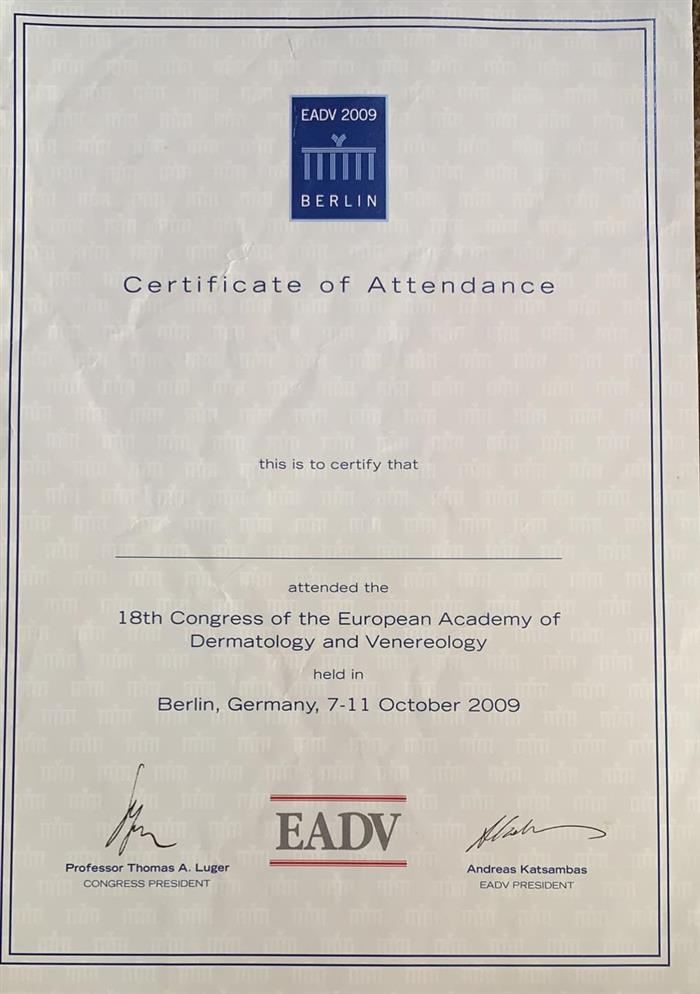 EADV 2009
BERLIN
Certificate of Attendance
this is to certify that
attended the
18th Congress of the European Academy of
Dermatology and Venereology
held in
Berlin, Germany, 7-11 October 2009
EADV
Professor Thomas A. Luger
CONGRESS PRESIDENT
Andreas Katsambas
EADV PRESIDENT